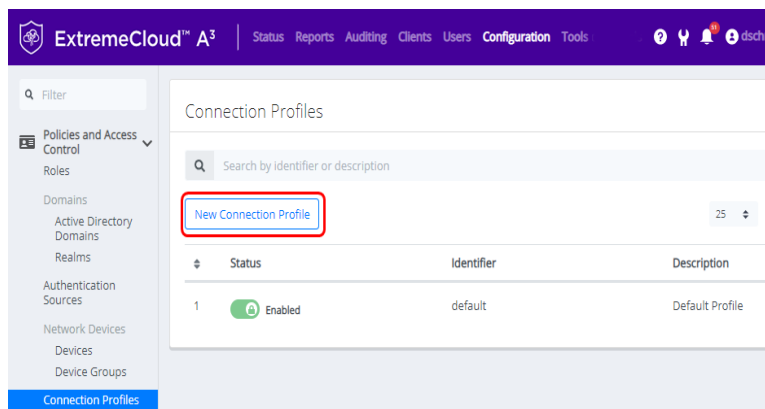 ExtremeCloud™ A³ Status Reports Auditing Clients Users Configuration Tools dsch
Filter
Policies and Access
Control
Roles
Domains
Active Directory
Domains
Realms
Authentication
Sources
Network Devices
Devices
Device Groups
Connection Profiles
Connection Profiles
Search by identifier or description
New Connection Profile 25
Status Identifier Description
1 Enabled default Default Profile